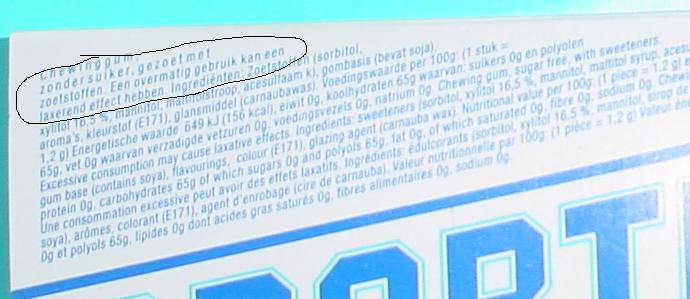 Chewing gum,
zonder suiker, gezoet met
zoetstoffen. Een overmatig gebruik kan een
laxerend effect hebben. Ingrediënten: Zoetstoffen (sorbitol,
xylitol 16,5 %, mannitol, maltitolstroop, acesulfaam k), gombasis (bevat soja),
aroma's, kleurstof (E171), glansmiddel (carnaubawas). Voedingswaarde per 100g: (1 stuk =
1,2 g) Energetische waarde 649 kJ (156 kcal), eiwit 0g, koolhydraten 65g waarvan: suikers 0g en polyolen
65g, vet 0g waarvan verzadigde vetzuren 0g, voedingsvezels 0g, natrium 0g. Chewing gum, sugar free, with sweeteners.
Excessive consumption may cause laxative effects. Ingredients: sweeteners (sorbitol, xylitol 16,5 %, mannitol, maltitol syrup,
gum base (contains soya), flavourings, colour (E171), glazing agent (carnauba wax). Nutritional value per 100g: (1 piece = 1,2 g)
protein 0g, carbohydrates 65g of which sugars 0g and polyols 65g, fat 0g, of which saturated 0g, fibre 0g, sodium 0g.
Une consommation excessive peut avoir des effets laxatifs. Ingrédients: édulcorants (sorbitol, xylitol 16,5 %, mannitol, sirop de
soya), arômes, colorant (E171), agent d'enrobage (cire de carnauba). Valeur nutritionnelle par 100g: (1 pièce = 1,2 g) Valeur
0g et polyols 65g, lipides 0g dont acides gras saturés 0g, fibres alimentaires 0g, sodium 0g.